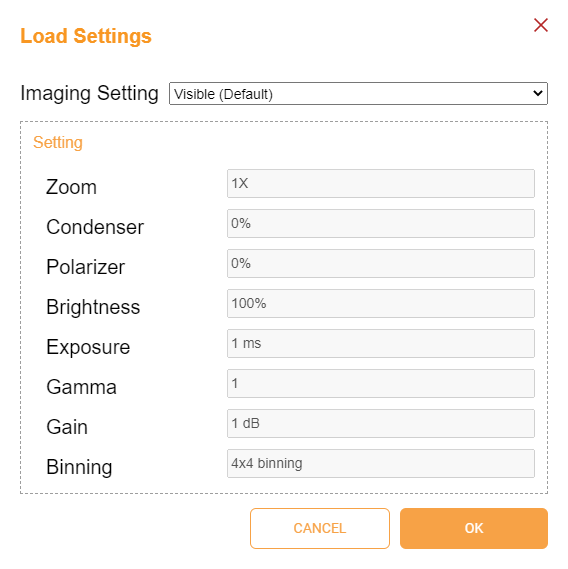 Load Settings
Imaging Setting Visible (Default)
Setting
Zoom 1X
Condenser 0%
Polarizer 0%
Brightness 100%
Exposure 1 ms
Gamma 1
Gain 1 dB
Binning 4x4 binning
CANCEL OK